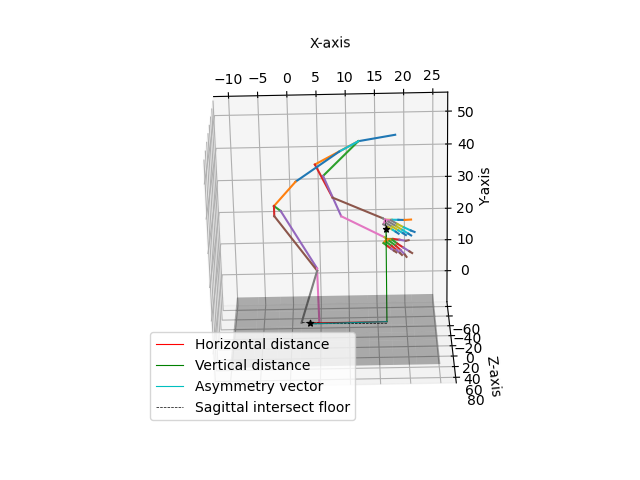 X-axis
−10 −5 0 5 10 15 20 25
50
40
30
20
10
0
Y-axis
−60
−40
−20
0
20
40
60
80
Z-axis
Horizontal distance
Vertical distance
Asymmetry vector
Sagittal intersect floor